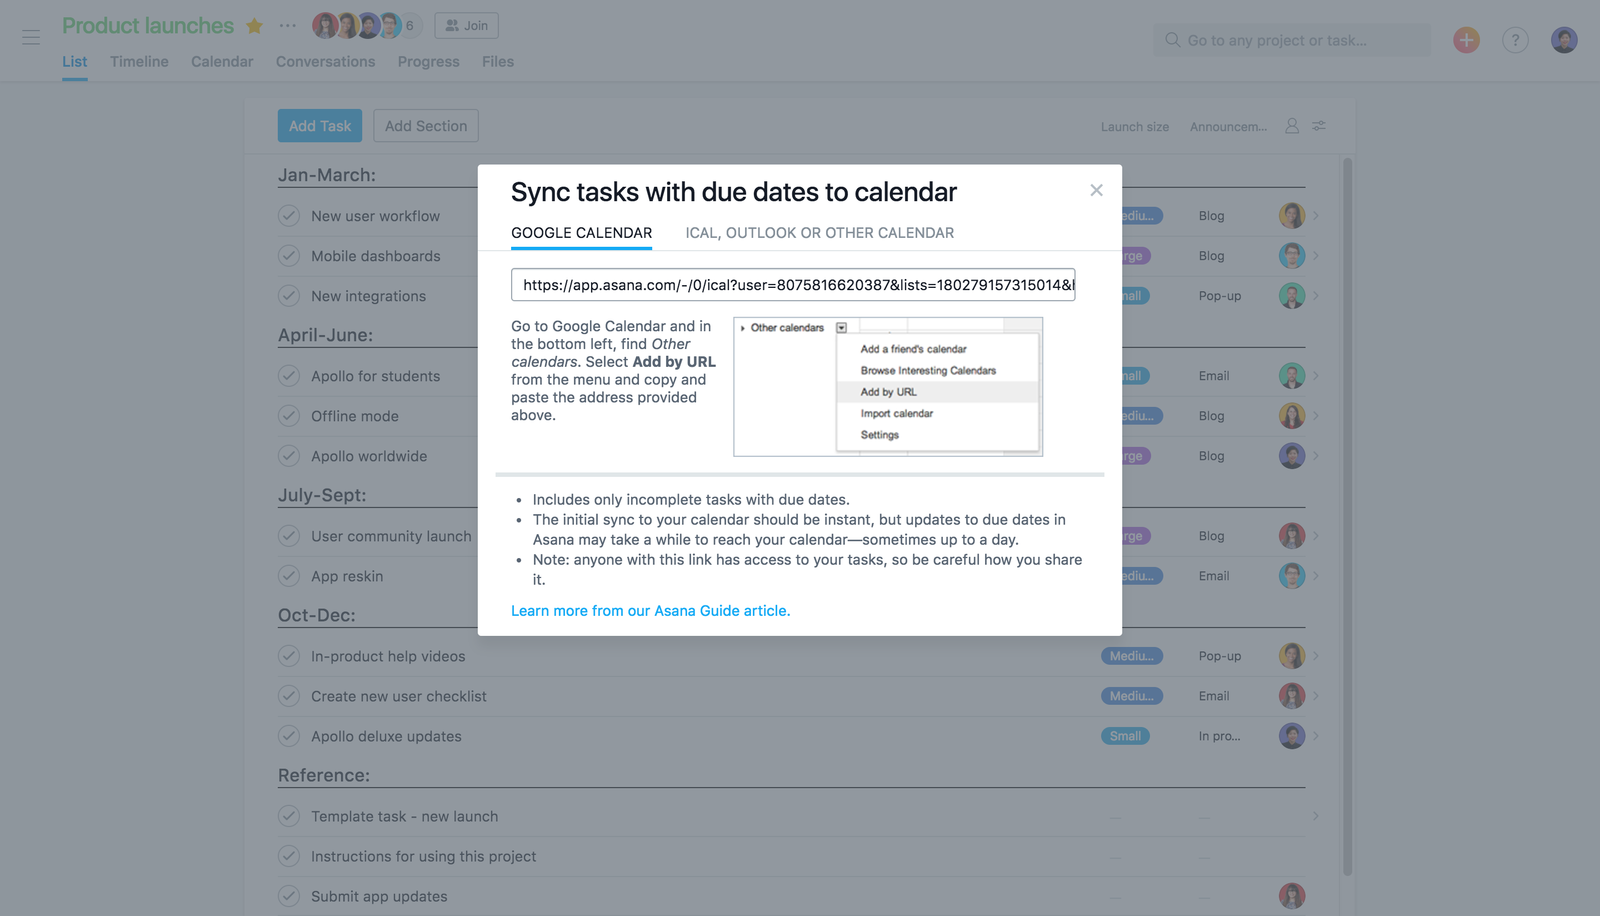 Product launches
6
Join
Go to any project or task...
?
List Timeline Calendar Conversations Progress Files
Add Task Add Section Launch size Announcem...
Jan-March:
Sync tasks with due dates to calendar
GOOGLE CALENDAR ICAL, OUTLOOK OR OTHER CALENDAR
https://app.asana.com/-/0/ical?user=8075816620387&lists=180279157315014&
Go to Google Calendar and in
the bottom left, find Other
calendars. Select Add by URL
from the menu and copy and
paste the address provided
above.
Other calendars
Add a friend's calendar
Browse Interesting Calendars
Add by URL
Import calendar
Settings
Includes only incomplete tasks with due dates.
The initial sync to your calendar should be instant, but updates to due dates in
Asana may take a while to reach your calendar—sometimes up to a day.
Note: anyone with this link has access to your tasks, so be careful how you share
it.
Learn more from our Asana Guide article.
New user workflow ediu... Blog
Mobile dashboards rge Blog
New integrations nall Pop-up
April-June:
Apollo for students nall Email
Offline mode ediu... Blog
Apollo worldwide rge Blog
July-Sept:
User community launch rge Blog
App reskin ediu... Email
Oct-Dec:
In-product help videos Mediu... Pop-up
Create new user checklist Mediu... Email
Apollo deluxe updates Small In pro...
Reference:
Template task - new launch — —
Instructions for using this project — —
Submit app updates — —